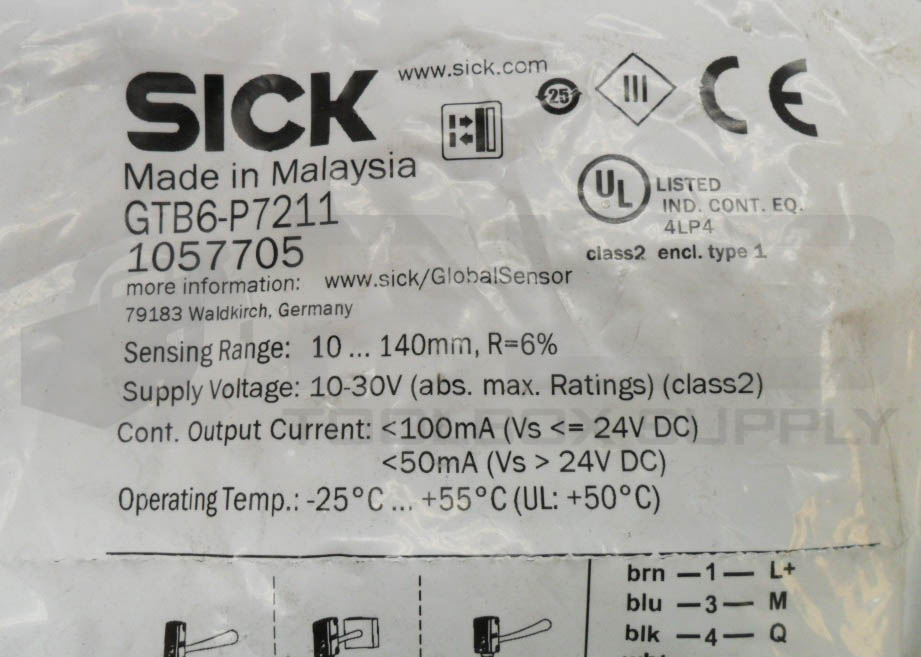 SICK
www.sick.com
25
III
CE
Made in Malaysia
UL LISTED
IND. CONT. EQ.
4LP4
GTB6-P7211
class2 encl. type 1
1057705
more information: www.sick/GlobalSensor
79183 Waldkirch, Germany
Sensing Range: 10 ... 140mm, R=6%
Supply Voltage: 10-30V (abs. max. Ratings) (class2)
TOOLBOX SUPPLY
Cont. Output Current: <100mA (Vs <= 24V DC)
<50mA (Vs > 24V DC)
Operating Temp.: -25°C ... +55°C (UL: +50°C)
brn —1— L+
blu —3— M
blk —4— Q